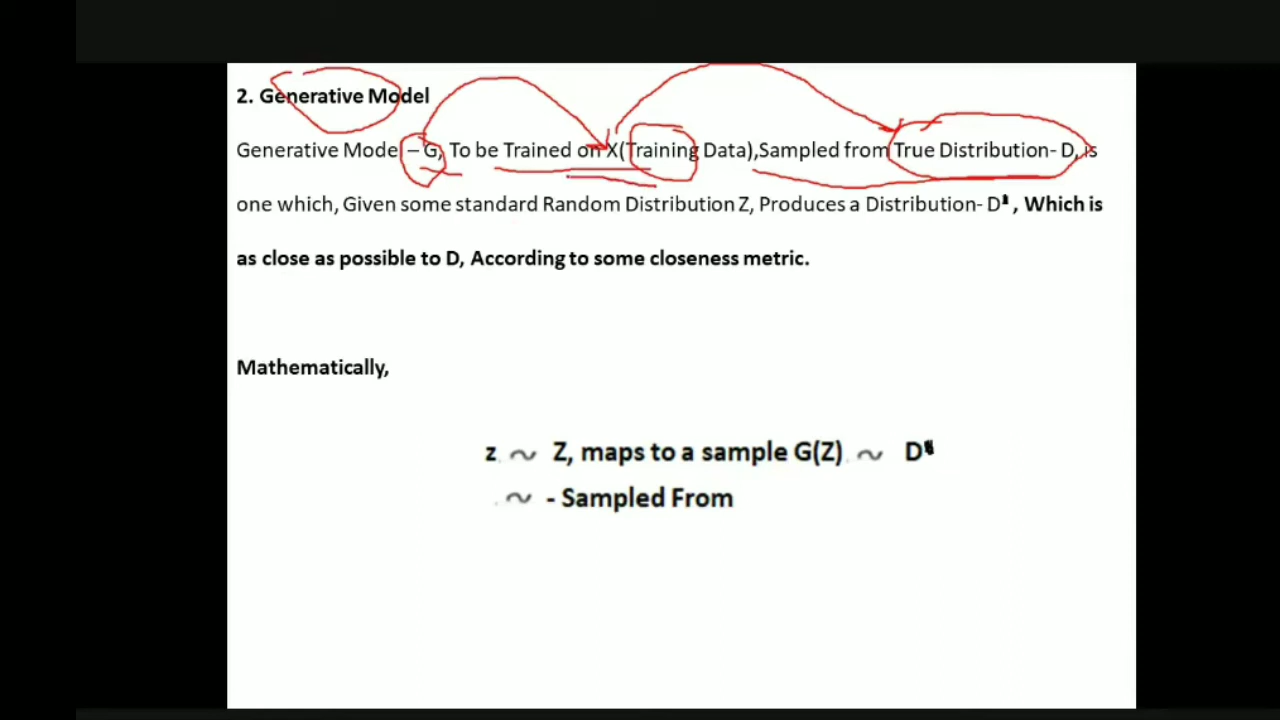 2. Generative Model
Generative Model – G, To be Trained on X(Training Data),Sampled from True Distribution- D, is
one which, Given some standard Random Distribution Z, Produces a Distribution- D' , Which is
as close as possible to D, According to some closeness metric.
Mathematically,
z ~ Z, maps to a sample G(Z) ~ D'
~ - Sampled From